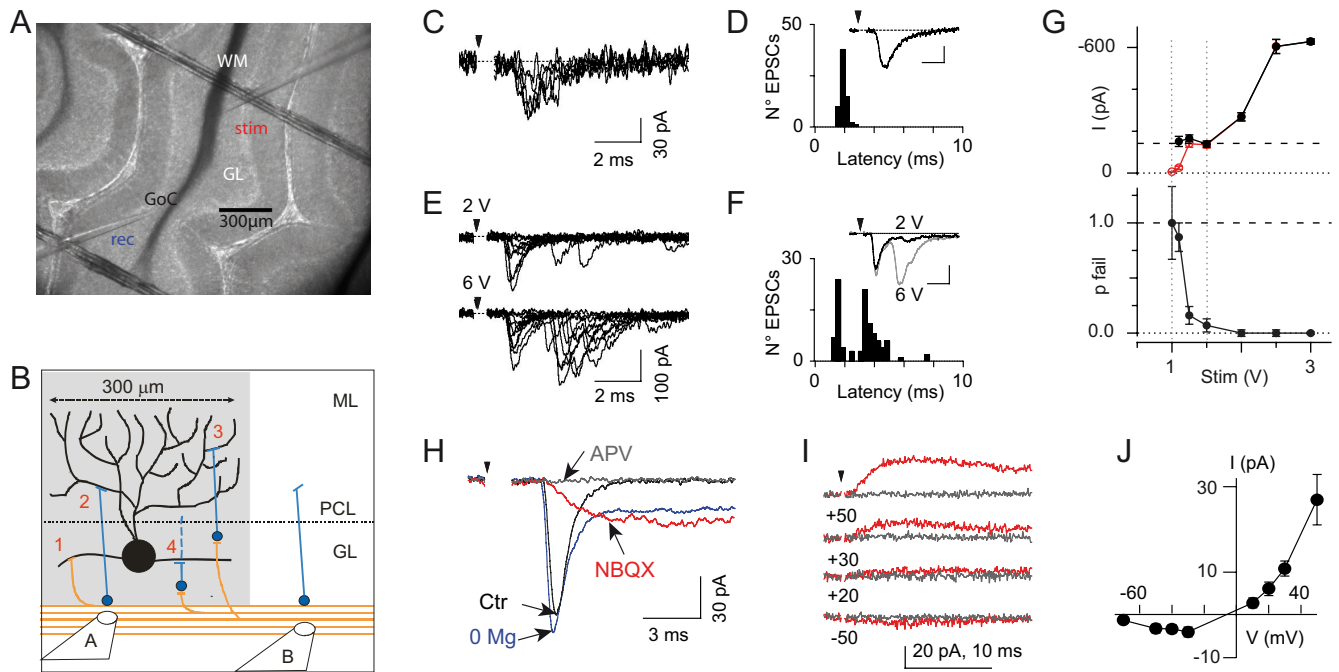 A
WM
stim
GL
GoC
300µm
rec
B
300 µm
ML
3
2
PCL
1
4
GL
A
B
C
30 pA
2 ms
D
50
N° EPSCs
0
0
10
Latency (ms)
E
2 V
6 V
2 ms
100 pA
F
2 V
6 V
30
N° EPSCs
0
0
10
Latency (ms)
G
-600
I (pA)
0
1.0
p fail
0.0
1
3
Stim (V)
H
APV
NBQX
Ctr
0 Mg
30 pA
3 ms
I
+50
+30
+20
-50
20 pA, 10 ms
J
I (pA)
30
10
-60
40
V (mV)
-10